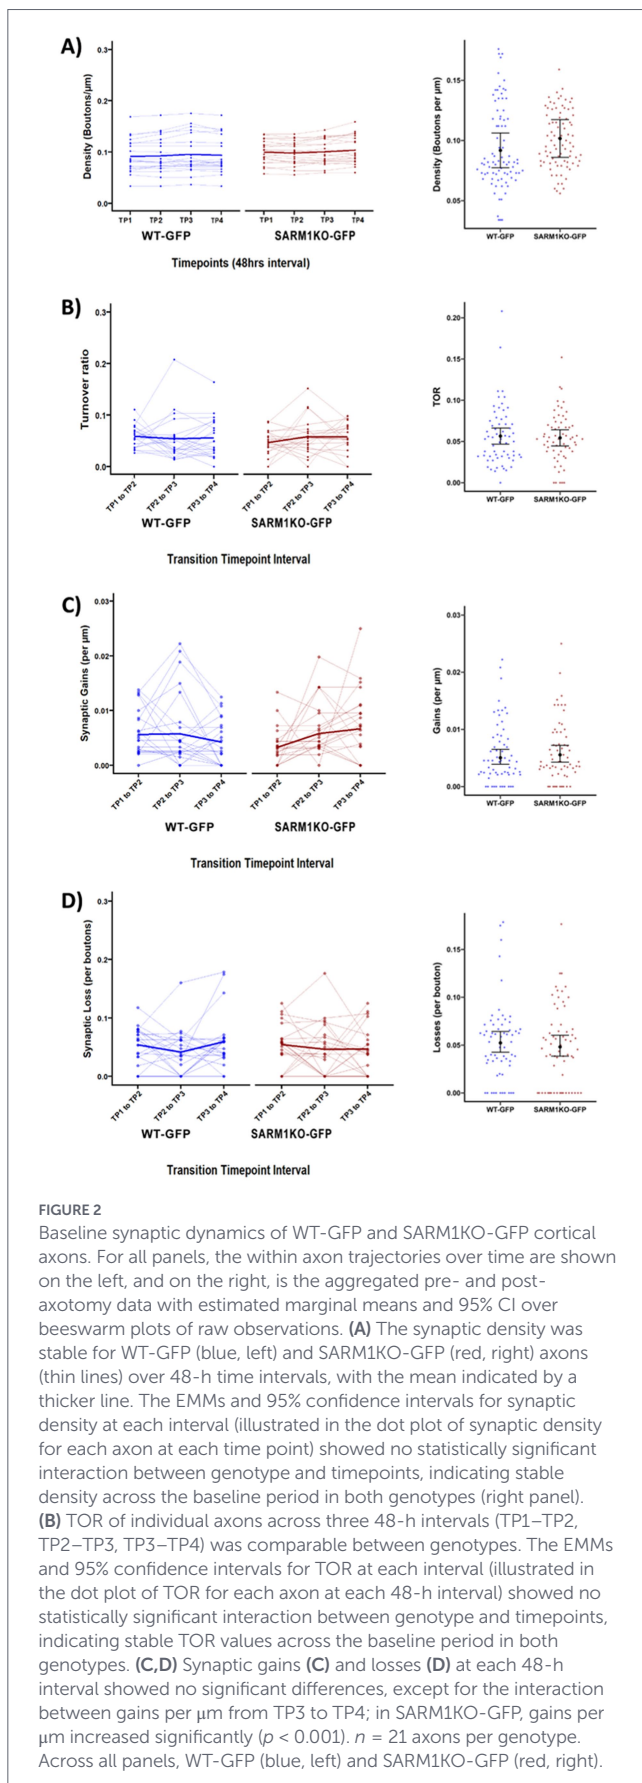 A)
Density (Boutons/µm)
0.3
0.2
0.1
0.0
TP1 TP2 TP3 TP4 TP1 TP2 TP3 TP4
WT-GFP SARM1KO-GFP
Timepoints (48hrs interval)
Density (Boutons per µm)
0.15
0.10
0.05
WT-GFP SARM1KO-GFP
B)
Turnover ratio
0.3
0.2
0.1
0.0
TP1 to TP2 TP2 to TP3 TP3 to TP4 TP1 to TP2 TP2 to TP3 TP3 to TP4
WT-GFP SARM1KO-GFP
Transition Timepoint Interval
TOR
0.20
0.15
0.10
0.05
0.00
WT-GFP SARM1KO-GFP
C)
Synaptic Gains (per µm)
0.03
0.02
0.01
0.00
TP1 to TP2 TP2 to TP3 TP3 to TP4 TP1 to TP2 TP2 to TP3 TP3 to TP4
WT-GFP SARM1KO-GFP
Transition Timepoint Interval
Gains (per µm)
0.03
0.02
0.01
0.00
WT-GFP SARM1KO-GFP
D)
Synaptic Loss (per boutons)
0.3
0.2
0.1
0.0
TP1 to TP2 TP2 to TP3 TP3 to TP4 TP1 to TP2 TP2 to TP3 TP3 to TP4
WT-GFP SARM1KO-GFP
Transition Timepoint Interval
Losses (per bouton)
0.15
0.10
0.05
0.00
WT-GFP SARM1KO-GFP
FIGURE 2
Baseline synaptic dynamics of WT-GFP and SARM1KO-GFP cortical
axons. For all panels, the within axon trajectories over time are shown
on the left, and on the right, is the aggregated pre- and post-
axotomy data with estimated marginal means and 95% CI over
beeswarm plots of raw observations. (A) The synaptic density was
stable for WT-GFP (blue, left) and SARM1KO-GFP (red, right) axons
(thin lines) over 48-h time intervals, with the mean indicated by a
thicker line. The EMMs and 95% confidence intervals for synaptic
density at each interval (illustrated in the dot plot of synaptic density
for each axon at each time point) showed no statistically significant
interaction between genotype and timepoints, indicating stable
density across the baseline period in both genotypes (right panel).
(B) TOR of individual axons across three 48-h intervals (TP1–TP2,
TP2–TP3, TP3–TP4) was comparable between genotypes. The EMMs
and 95% confidence intervals for TOR at each interval (illustrated in
the dot plot of TOR for each axon at each 48-h interval) showed no
statistically significant interaction between genotype and timepoints,
indicating stable TOR values across the baseline period in both
genotypes. (C,D) Synaptic gains (C) and losses (D) at each 48-h
interval showed no significant differences, except for the interaction
between gains per µm from TP3 to TP4; in SARM1KO-GFP, gains per
µm increased significantly (p < 0.001). n = 21 axons per genotype.
Across all panels, WT-GFP (blue, left) and SARM1KO-GFP (red, right).